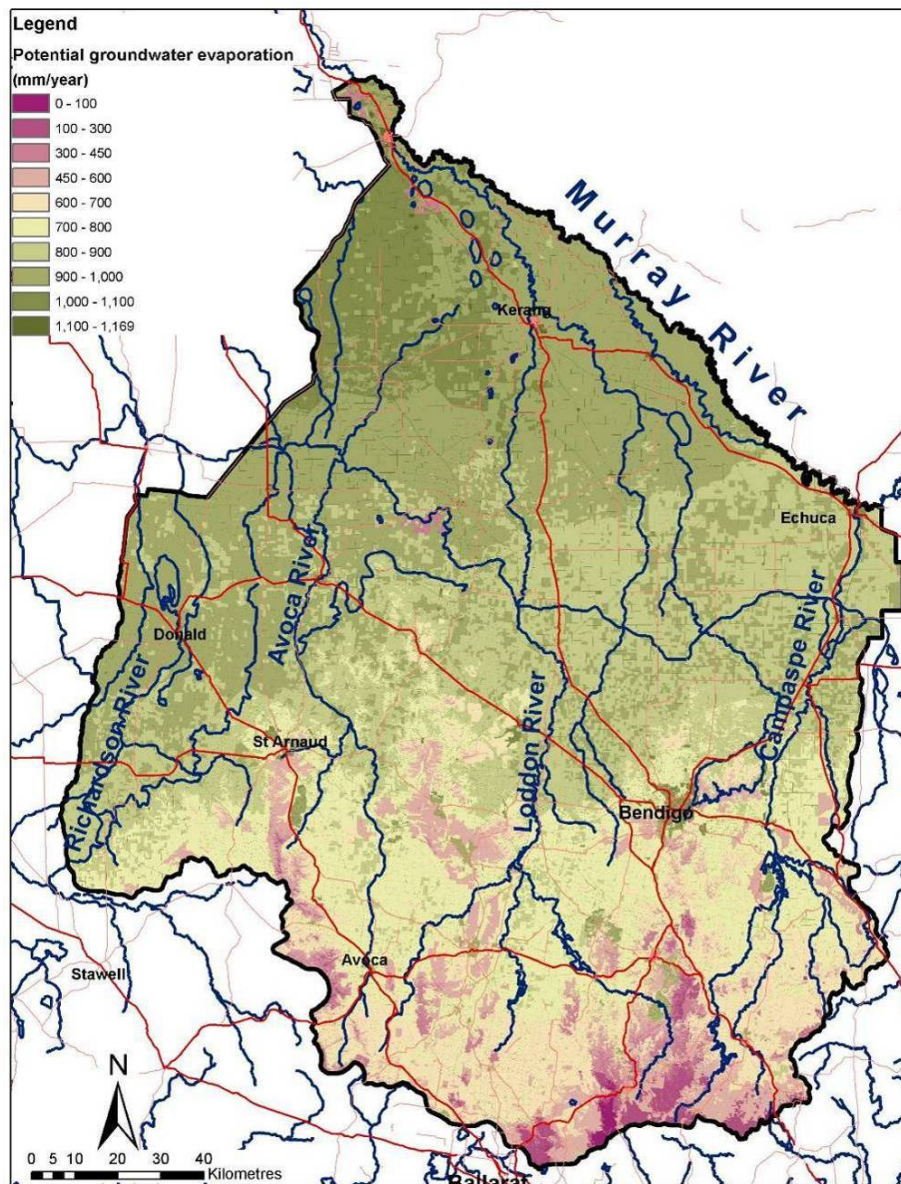 Legend
Potential groundwater evaporation
(mm/year)
0 - 100
100 - 300
300 - 450
450 - 600
600 - 700
700 - 800
800 - 900
900 - 1,000
1,000 - 1,100
1,100 - 1,169
Murray River
Kerang
Echuca
Avoca River
Campaspe River
Donald
Richardson River
St Arnaud
Loddon River
Bendigo
Avoca
Stawell
N
0 5 10 20 30 40
Kilometres
Ballarat